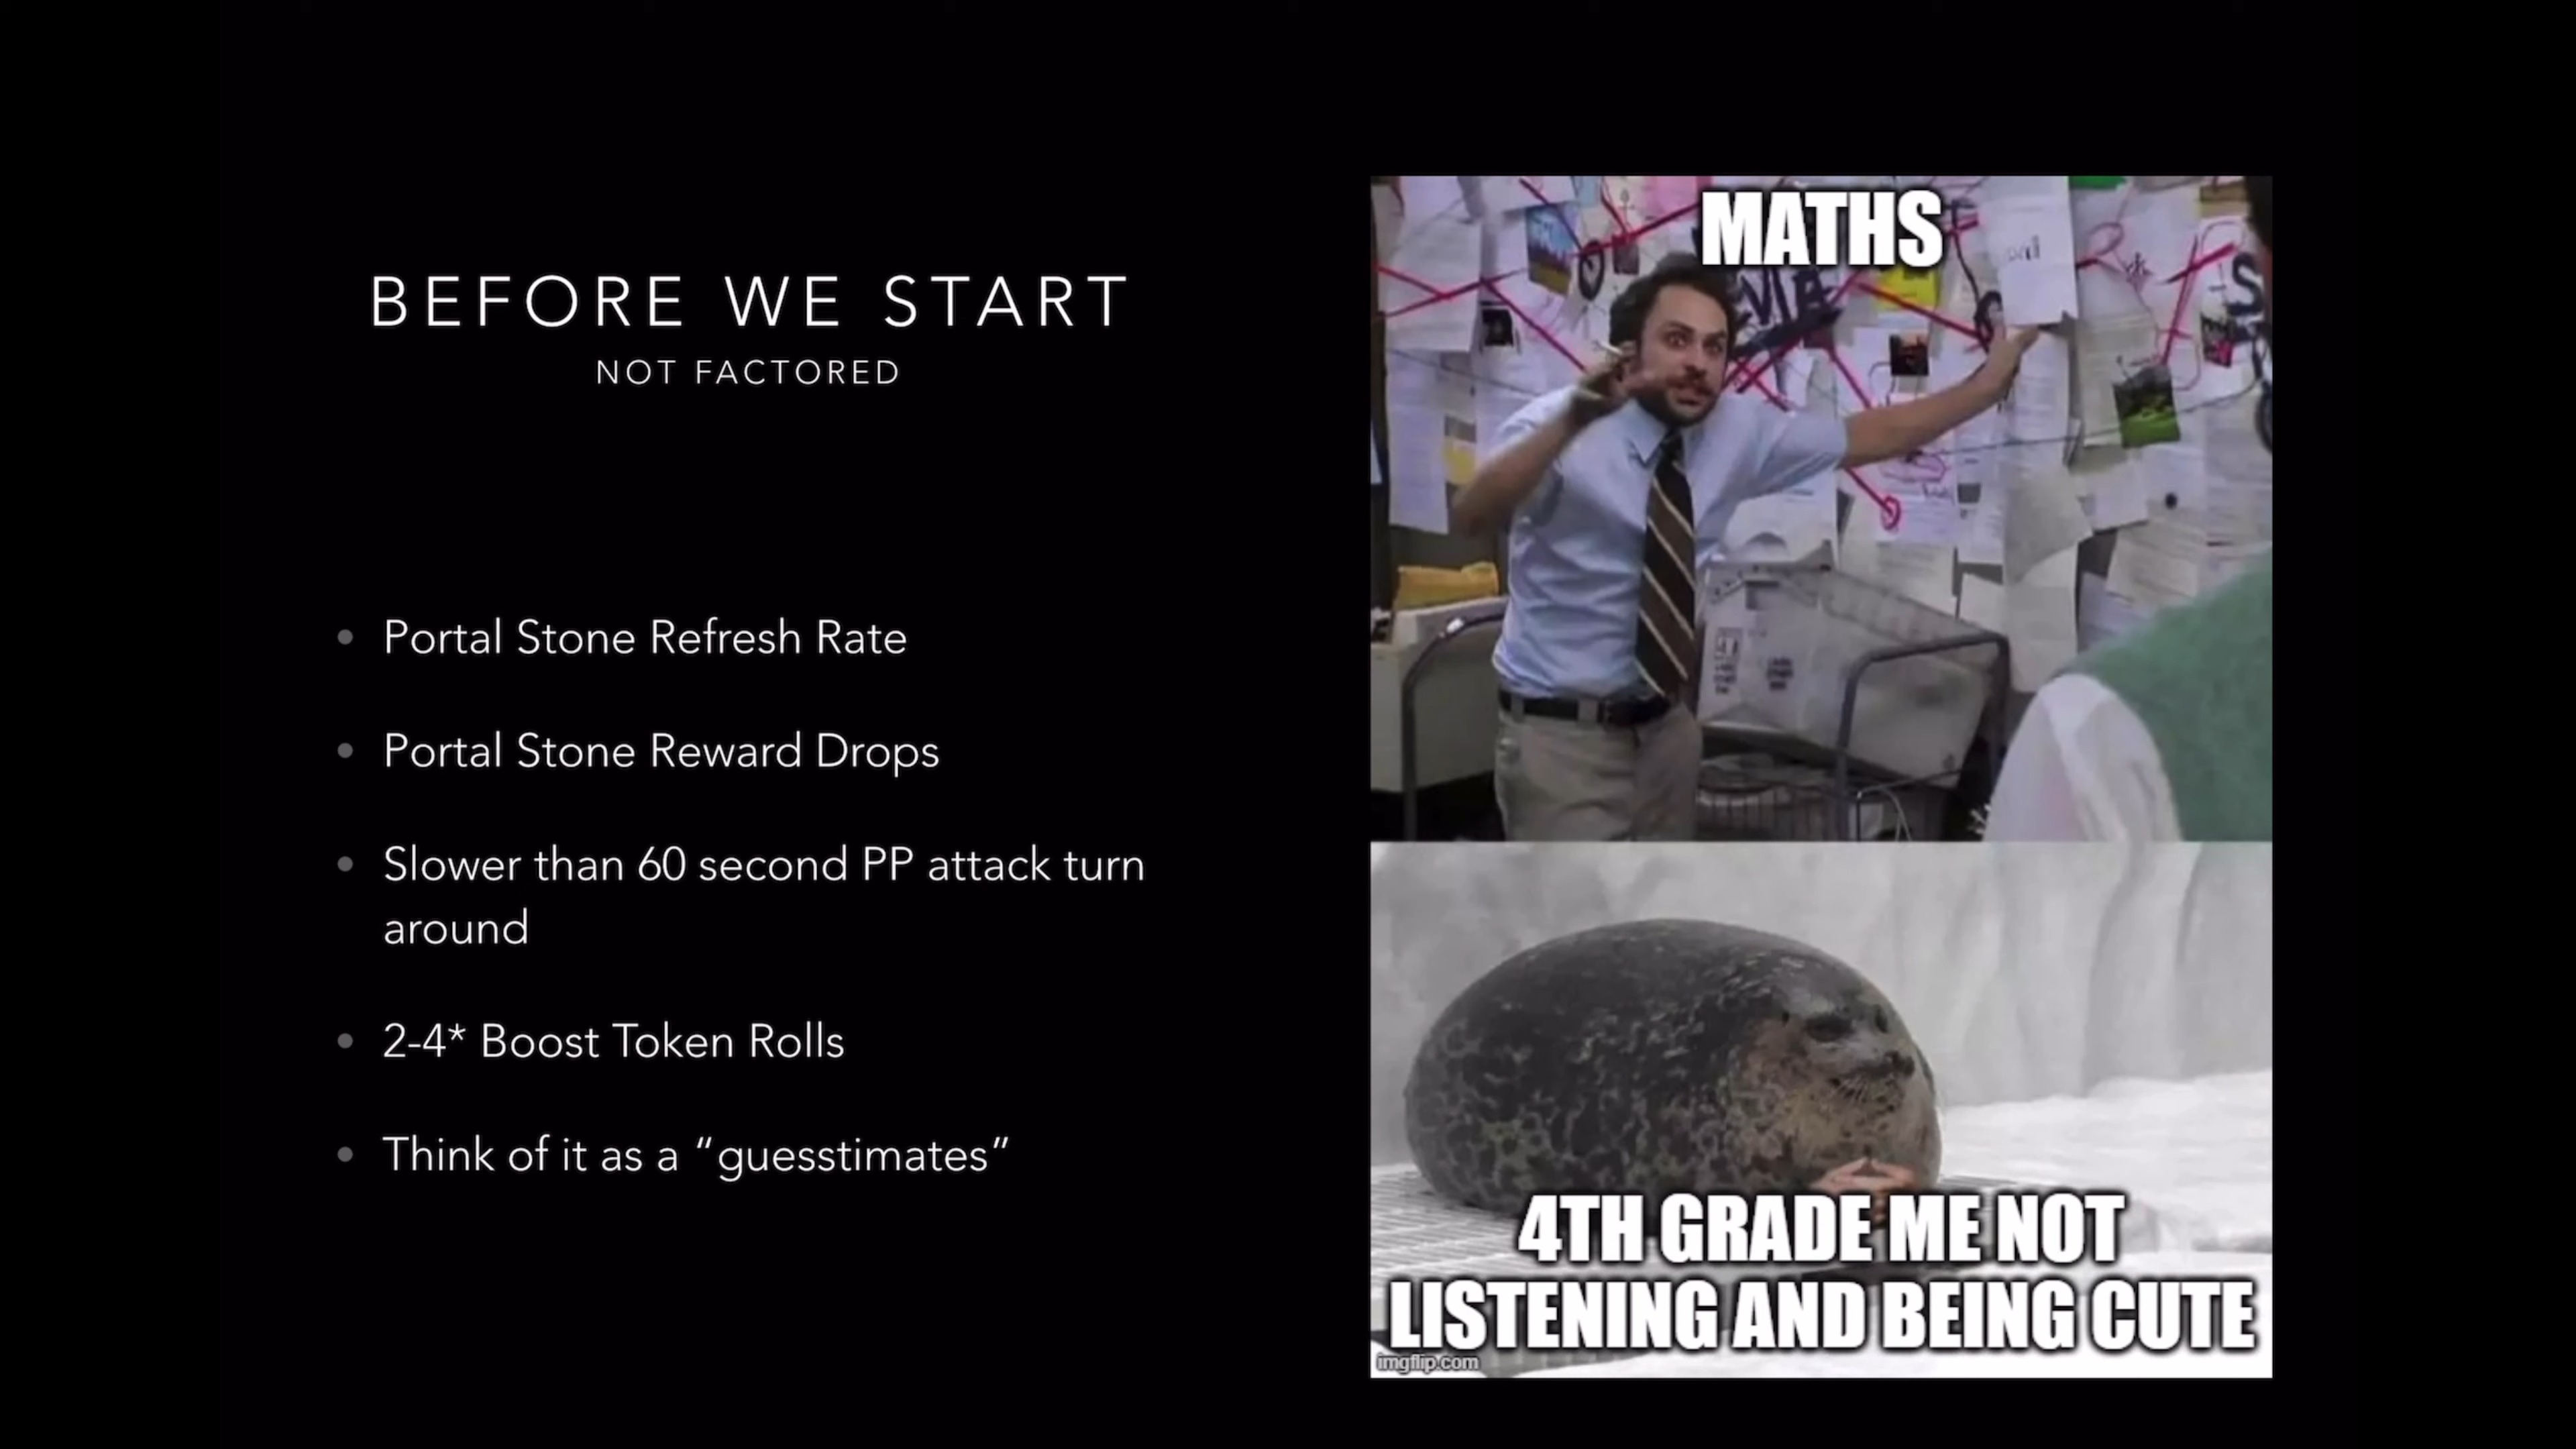 BEFORE WE START
NOT FACTORED
Portal Stone Refresh Rate
Portal Stone Reward Drops
Slower than 60 second PP attack turn
around
2-4* Boost Token Rolls
Think of it as a “guesstimates”
MATHS
4TH GRADE ME NOT
LISTENING AND BEING CUTE
imgflip.com